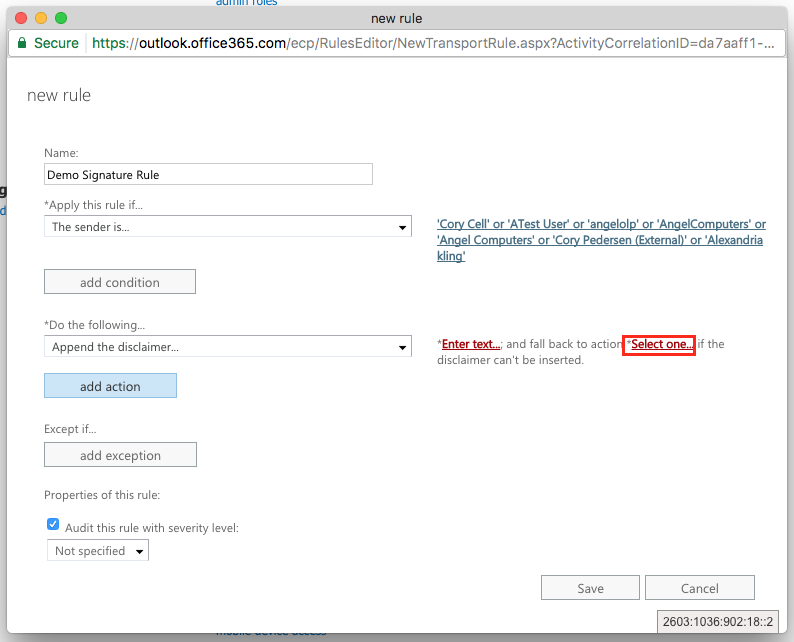 admin roles
new rule
Secure https://outlook.office365.com/ecp/RulesEditor/NewTransportRule.aspx?ActivityCorrelationID=da7aaff1-...
new rule
Name:
Demo Signature Rule
*Apply this rule if...
The sender is...
'Cory Cell' or 'ATest User' or 'angelolp' or 'AngelComputers' or
'Angel Computers' or 'Cory Pedersen (External)' or 'Alexandria
kling'
add condition
*Do the following...
Append the disclaimer...
*Enter text...; and fall back to action *Select one... if the
disclaimer can't be inserted.
add action
Except if...
add exception
Properties of this rule:
Audit this rule with severity level:
Not specified
Save Cancel
mobile device access
2603:1036:902:18::2